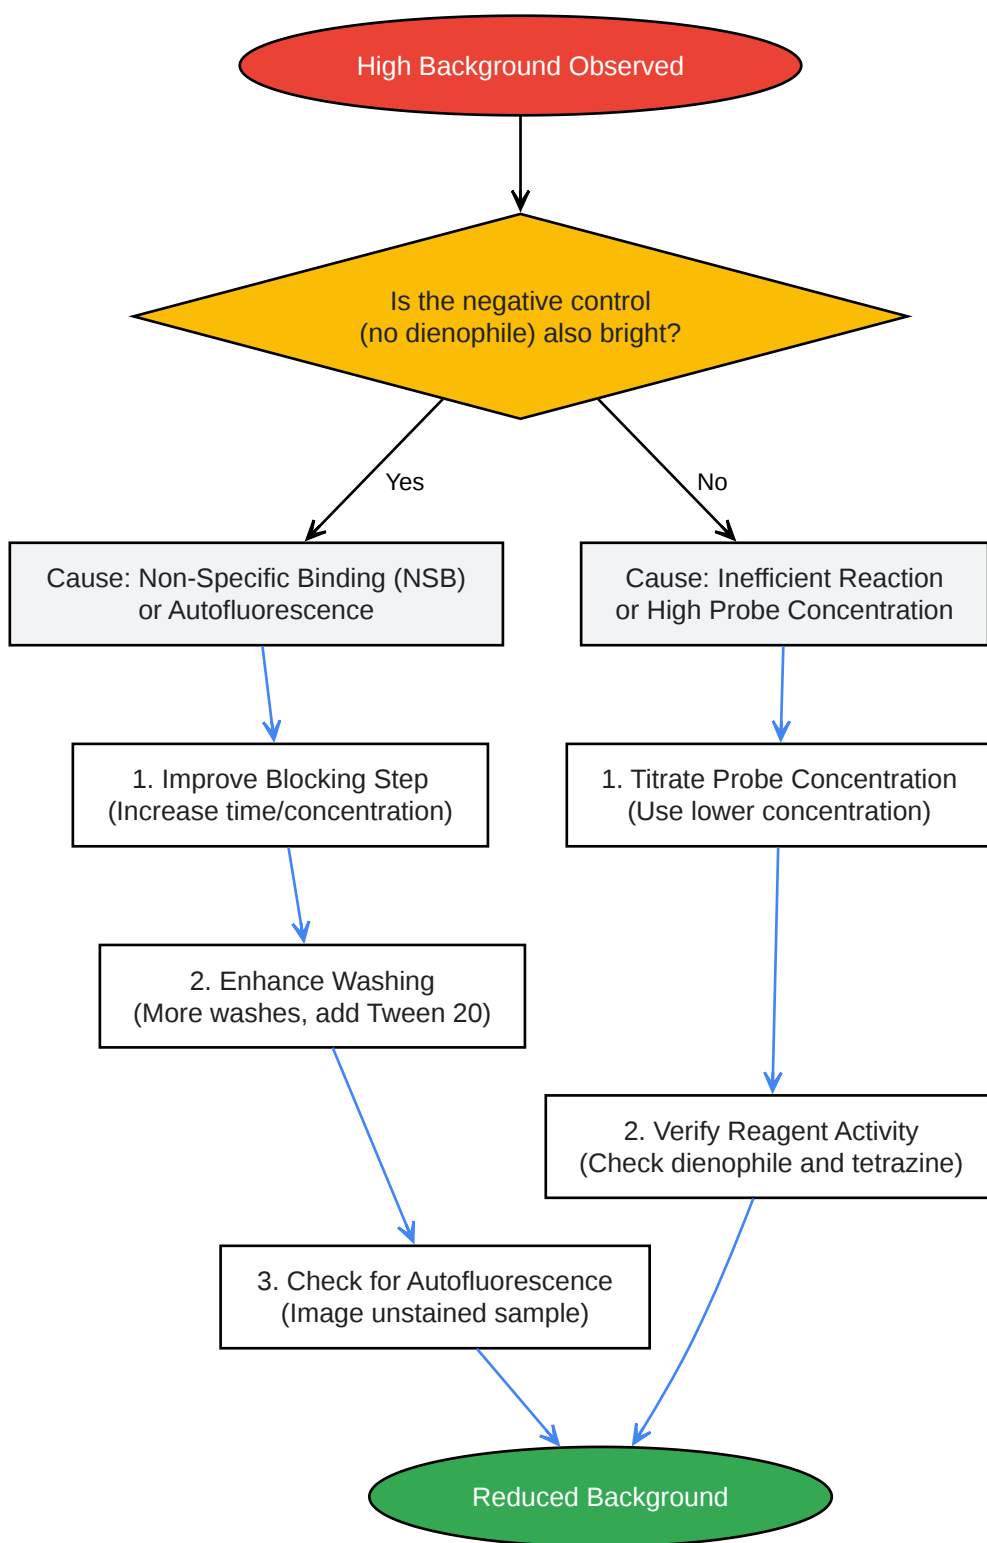 High Background Observed
Is the negative control
(no dienophile) also bright?
Yes
No
Cause: Non-Specific Binding (NSB)
or Autofluorescence
Cause: Inefficient Reaction
or High Probe Concentration
1. Improve Blocking Step
(Increase time/concentration)
1. Titrate Probe Concentration
(Use lower concentration)
2. Enhance Washing
(More washes, add Tween 20)
2. Verify Reagent Activity
(Check dienophile and tetrazine)
3. Check for Autofluorescence
(Image unstained sample)
Reduced Background